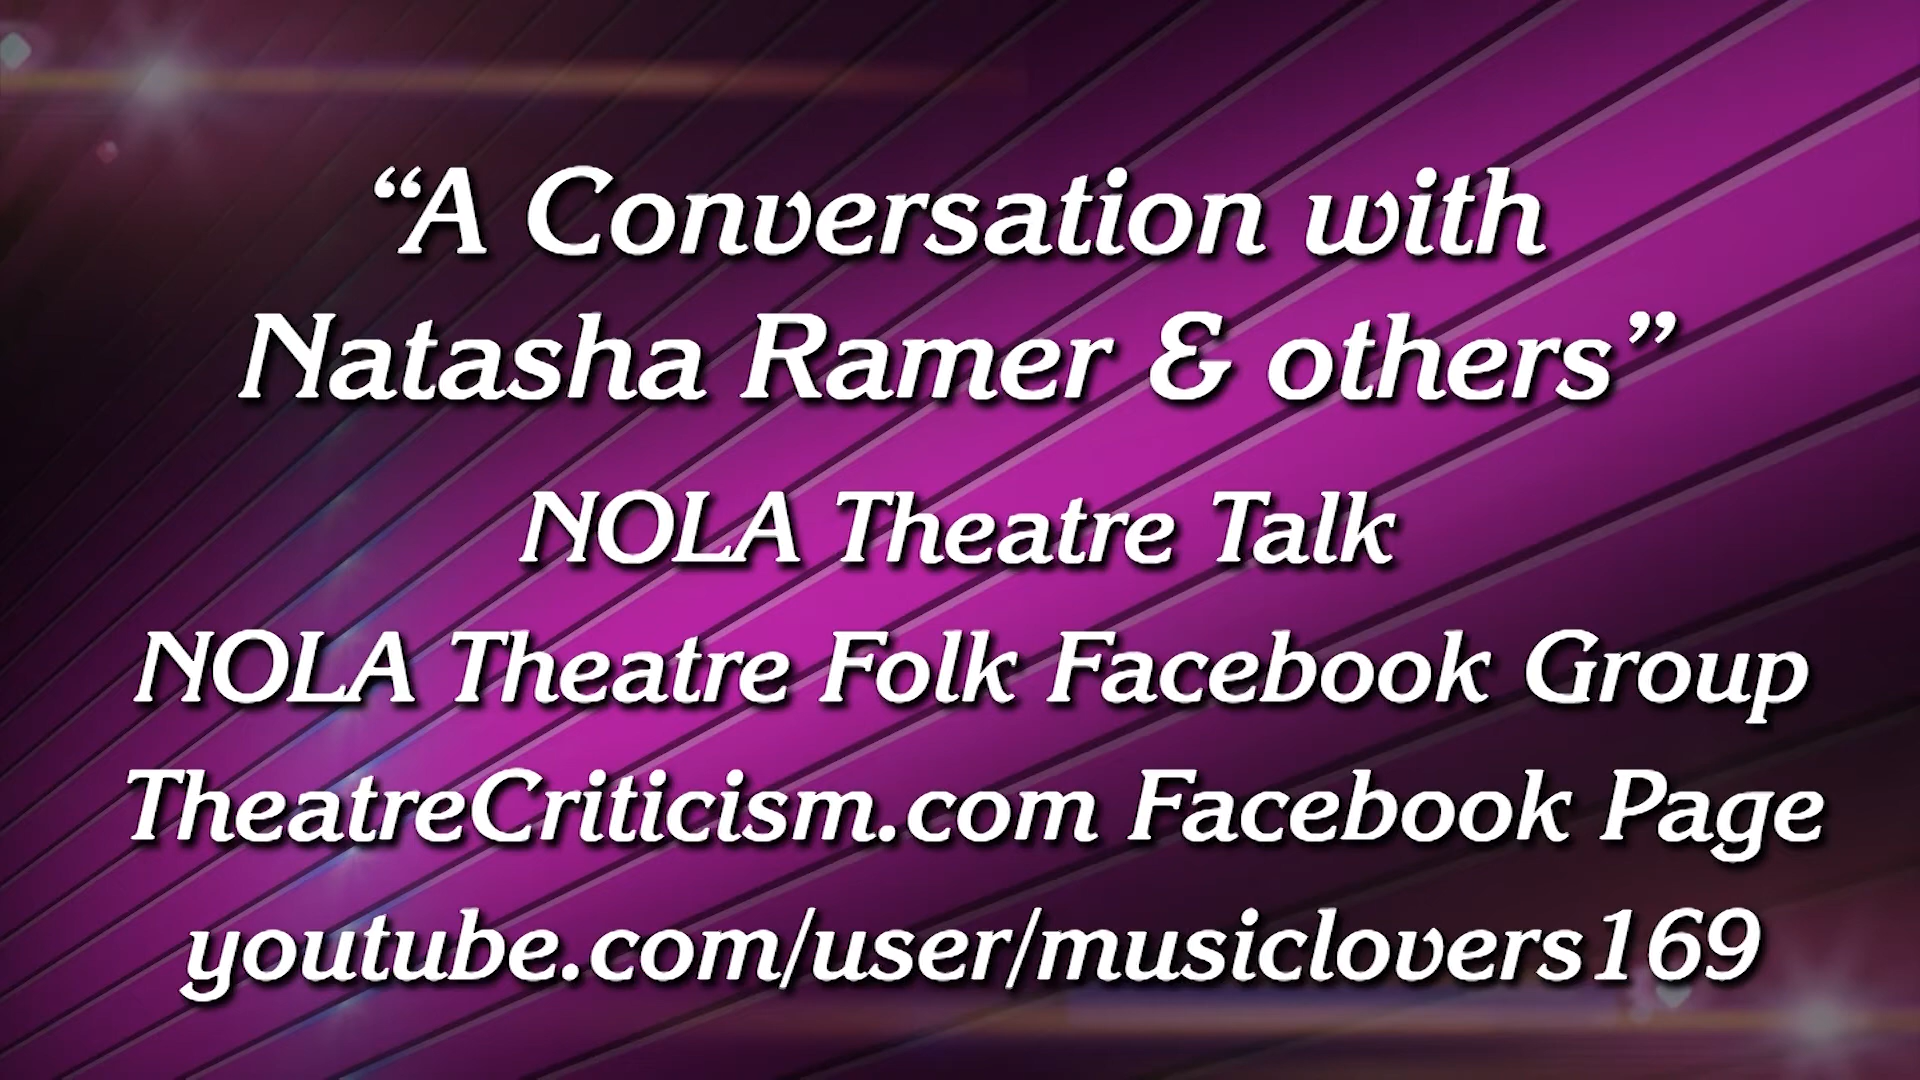 “A Conversation with
Natasha Ramer & others”
NOLA Theatre Talk
NOLA Theatre Folk Facebook Group
TheatreCriticism.com Facebook Page
youtube.com/user/musiclovers169